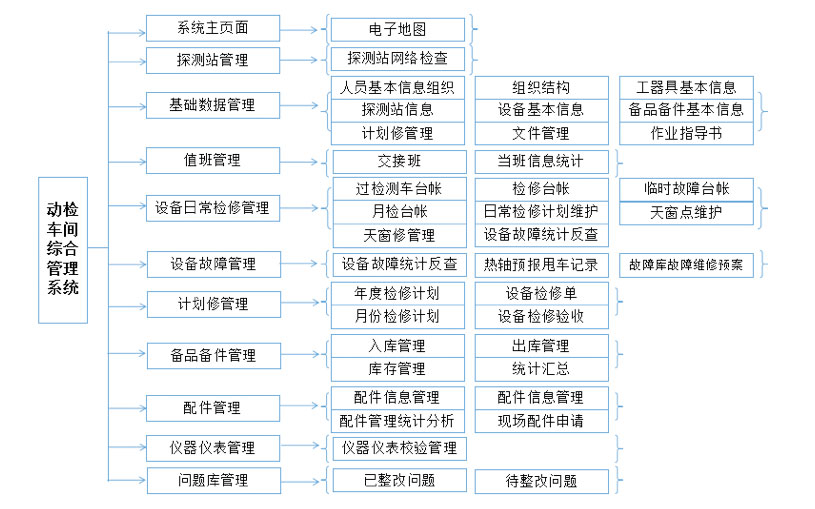 动检
车间
综合
管理
系统
系统主页面
电子地图
探测站管理
探测站网络检查
基础数据管理
人员基本信息组织
组织结构
工器具基本信息
探测站信息
设备基本信息
备品备件基本信息
计划修管理
文件管理
作业指导书
值班管理
交接班
当班信息统计
设备日常检修管理
过检测车台帐
检修台帐
临时故障台帐
月检台帐
日常检修计划维护
天窗点维护
天窗修管理
设备故障统计反查
设备故障管理
设备故障统计反查
热轴预报甩车记录
故障库故障维修预案
计划修管理
年度检修计划
设备检修单
月份检修计划
设备检修验收
备品备件管理
入库管理
出库管理
库存管理
统计汇总
配件管理
配件信息管理
配件信息管理
配件管理统计分析
现场配件申请
仪器仪表管理
仪器仪表校验管理
问题库管理
已整改问题
待整改问题